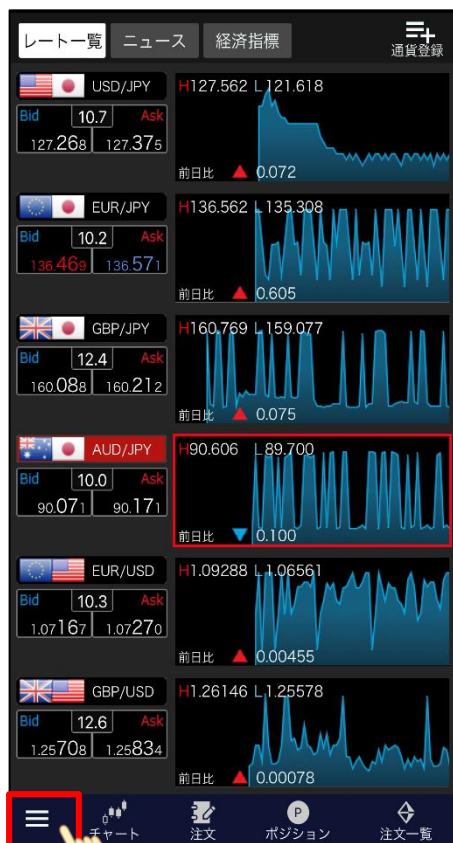 レート一覧 ニュース 経済指標 通貨登録
USD/JPY H127.562 L121.618
Bid 10.7 Ask
127.268 127.375
前日比 ▲ 0.072
EUR/JPY H136.562 L135.308
Bid 10.2 Ask
136.469 136.571
前日比 ▲ 0.605
GBP/JPY H160.769 L159.077
Bid 12.4 Ask
160.088 160.212
前日比 ▲ 0.075
AUD/JPY H90.606 L89.700
Bid 10.0 Ask
90.071 90.171
前日比 ▼ 0.100
EUR/USD H1.09288 L1.06561
Bid 10.3 Ask
1.07167 1.07270
前日比 ▲ 0.00455
GBP/USD H1.26146 L1.25578
Bid 12.6 Ask
1.25708 1.25834
前日比 ▲ 0.00078
P
チャート 注文 ポジション 注文一覧